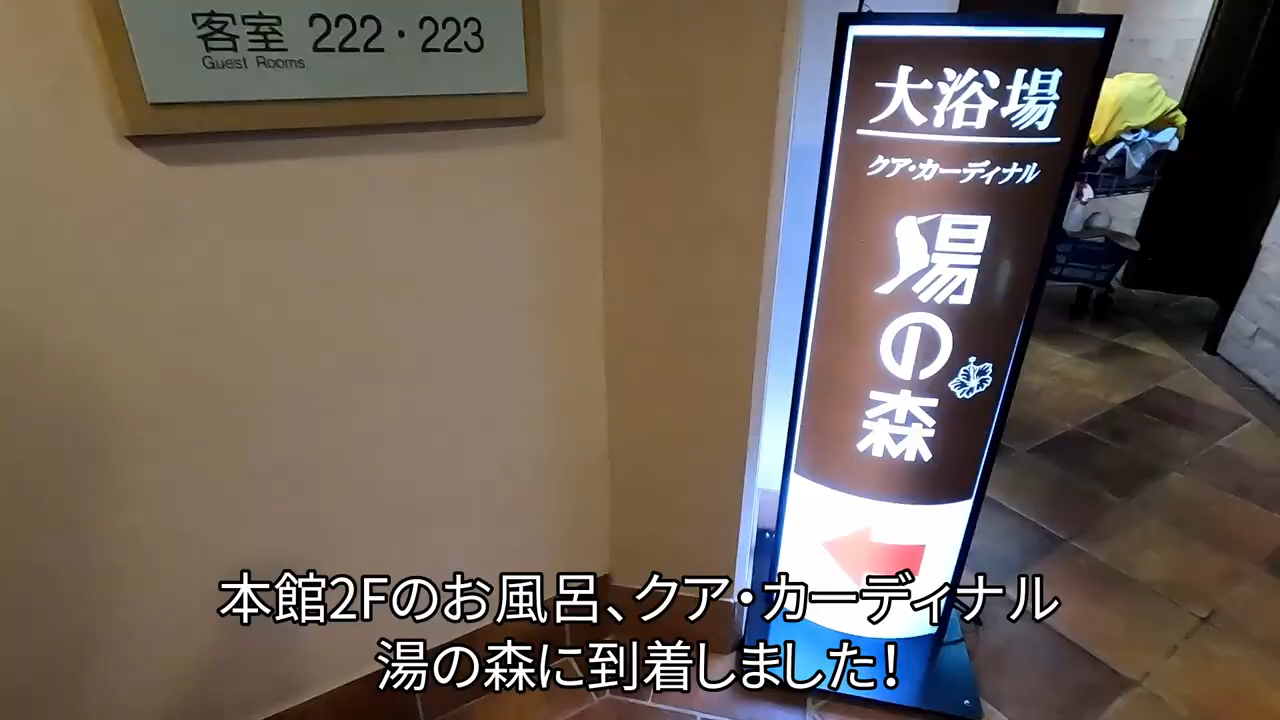 客室 222・223
Guest Rooms
大浴場
クア・カーディナル
湯の森
本館2Fのお風呂、クア・カーディナル
湯の森に到着しました!